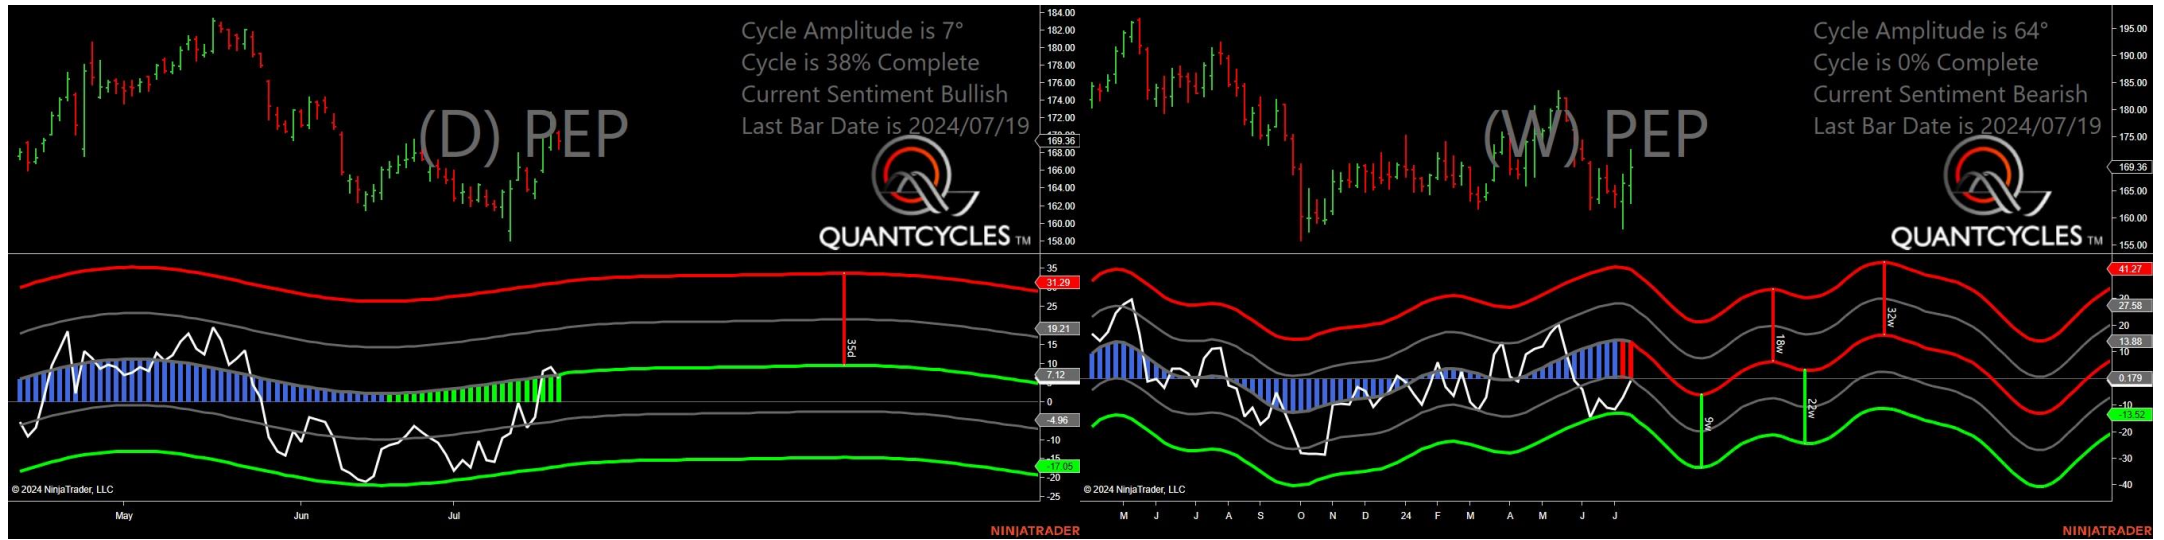 Cycle Amplitude is 7°
Cycle is 38% Complete
Current Sentiment Bullish
Last Bar Date is 2024/07/19
(D) PEP
QUANTCYCLES TM
184.00
182.00
180.00
178.00
176.00
174.00
172.00
169.36
168.00
166.00
164.00
162.00
160.00
158.00
35
31.29
25
19.21
15
10
7.12
0
-4.96
-10
-15
-17.05
-20
-25
35d
© 2024 NinjaTrader, LLC
May Jun Jul
NINJATRADER
Cycle Amplitude is 64°
Cycle is 0% Complete
Current Sentiment Bearish
Last Bar Date is 2024/07/19
(W) PEP
QUANTCYCLES TM
195.00
190.00
185.00
180.00
175.00
169.36
165.00
160.00
155.00
41.27
27.58
20
13.88
10
0.179
-10
-13.52
-20
-30
-40
9w
18w
22w
32w
© 2024 NinjaTrader, LLC
M J J A S O N D 24 F M A M J J
NINJATRADER